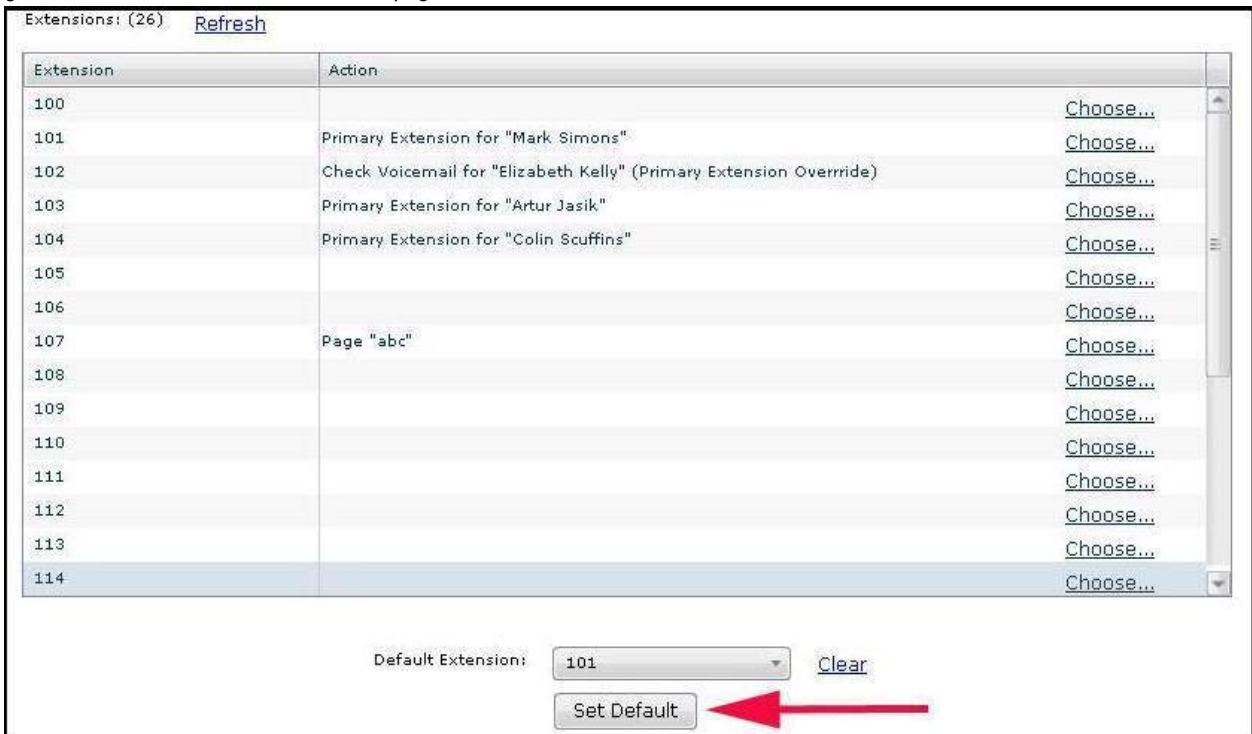 Extensions: (26) Refresh
Extension Action
100 Choose...
101 Primary Extension for "Mark Simons" Choose...
102 Check Voicemail for "Elizabeth Kelly" (Primary Extension Overrride) Choose...
103 Primary Extension for "Artur Jasik" Choose...
104 Primary Extension for "Colin Scuffins" Choose...
105 Choose...
106 Choose...
107 Page "abc" Choose...
108 Choose...
109 Choose...
110 Choose...
111 Choose...
112 Choose...
113 Choose...
114 Choose...
Default Extension: 101 Clear
Set Default